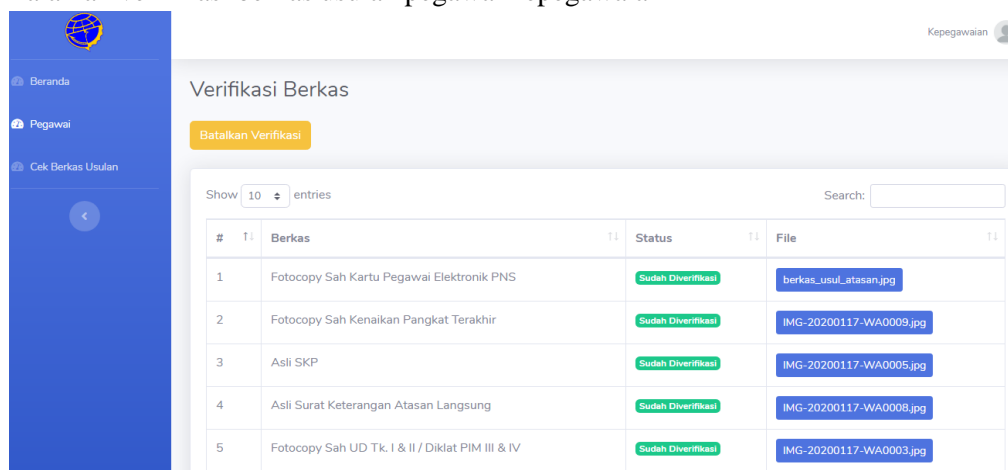 Kepegawaian
Beranda
Pegawai
Cek Berkas Usulan
Verifikasi Berkas
Batalkan Verifikasi
Show 10 entries Search:
# Berkas Status File
1 Fotocopy Sah Kartu Pegawai Elektronik PNS Sudah Diverifikasi berkas_usul_atasan.jpg
2 Fotocopy Sah Kenaikan Pangkat Terakhir Sudah Diverifikasi IMG-20200117-WA0009.jpg
3 Asli SKP Sudah Diverifikasi IMG-20200117-WA0005.jpg
4 Asli Surat Keterangan Atasan Langsung Sudah Diverifikasi IMG-20200117-WA0008.jpg
5 Fotocopy Sah UD Tk. I & II / Diklat PIM III & IV Sudah Diverifikasi IMG-20200117-WA0003.jpg